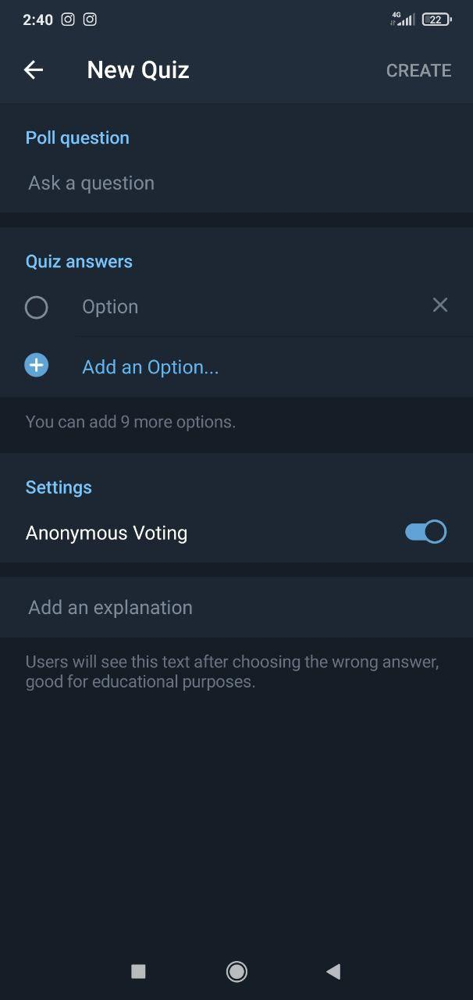 2:40
4G
22
New Quiz
CREATE
Poll question
Ask a question
Quiz answers
Option
Add an Option...
You can add 9 more options.
Settings
Anonymous Voting
Add an explanation
Users will see this text after choosing the wrong answer,
good for educational purposes.